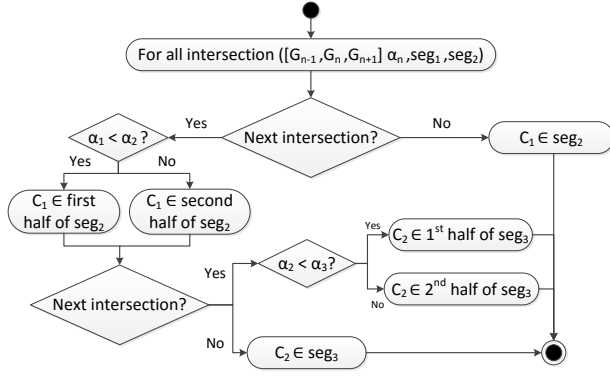 For all intersection ([Gₙ₋₁ ,Gₙ ,Gₙ₊₁] αₙ ,seg₁ ,seg₂)
Yes
No
α₁ < α₂ ?
Next intersection?
C₁ ∈ seg₂
Yes
No
C₁ ∈ first
half of seg₂
C₁ ∈ second
half of seg₂
Yes
C₂ ∈ 1ˢᵗ half of seg₃
Yes
α₂ < α₃?
No
C₂ ∈ 2ⁿᵈ half of seg₃
Next intersection?
No
C₂ ∈ seg₃